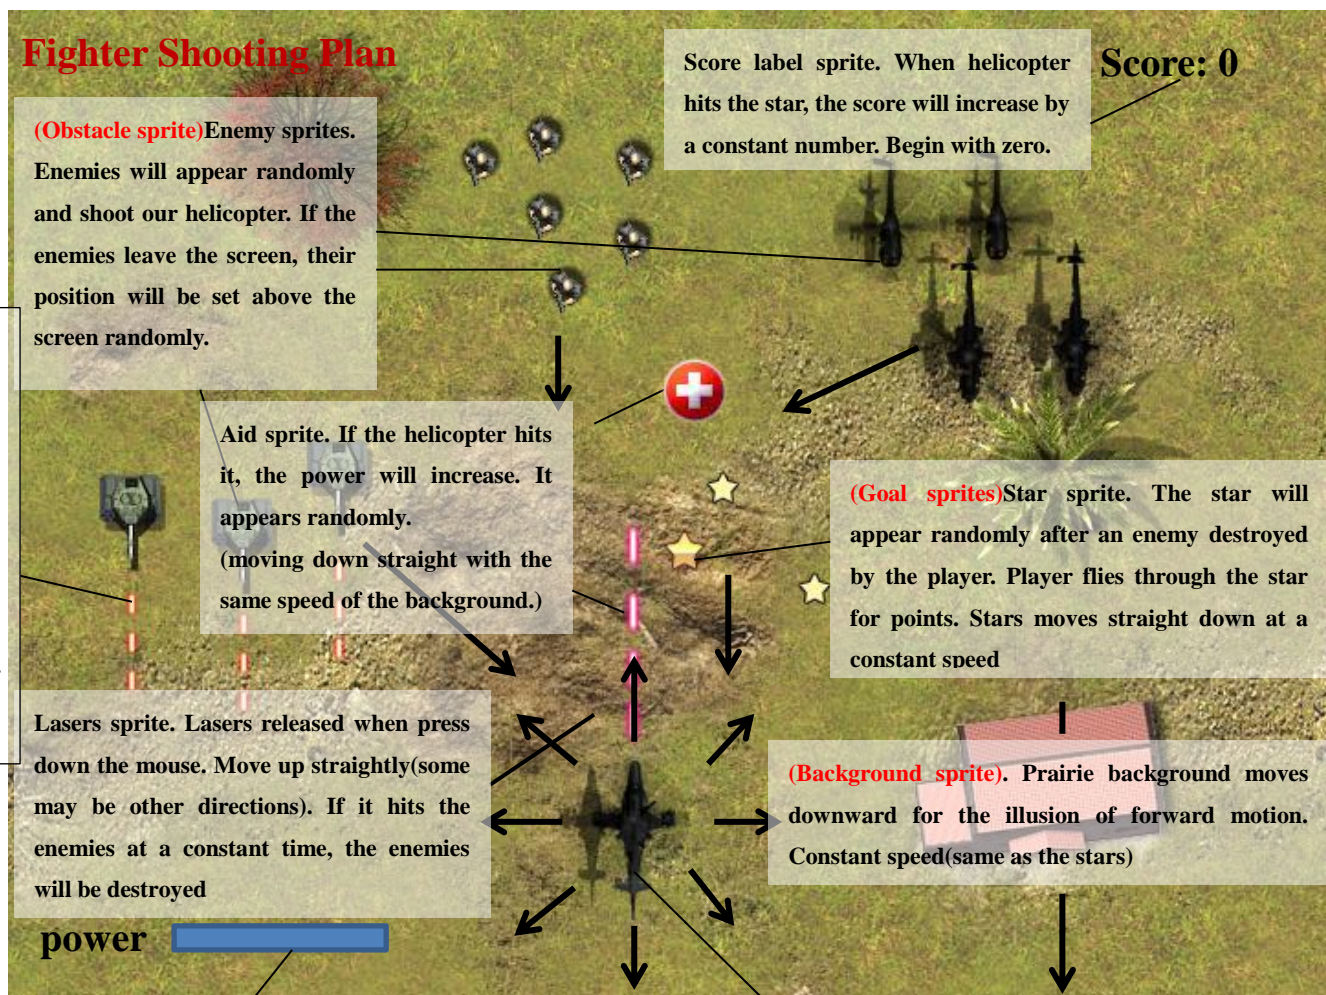 Fighter Shooting Plan
Score label sprite. When helicopter
hits the star, the score will increase by
a constant number. Begin with zero.
Score: 0
(Obstacle sprite)Enemy sprites.
Enemies will appear randomly
and shoot our helicopter. If the
enemies leave the screen, their
position will be set above the
screen randomly.
Aid sprite. If the helicopter hits
it, the power will increase. It
appears randomly.
(moving down straight with the
same speed of the background.)
(Goal sprites)Star sprite. The star will
appear randomly after an enemy destroyed
by the player. Player flies through the star
for points. Stars moves straight down at a
constant speed
Lasers sprite. Lasers released when press
down the mouse. Move up straightly(some
may be other directions). If it hits the
enemies at a constant time, the enemies
will be destroyed
(Background sprite). Prairie background moves
downward for the illusion of forward motion.
Constant speed(same as the stars)
power